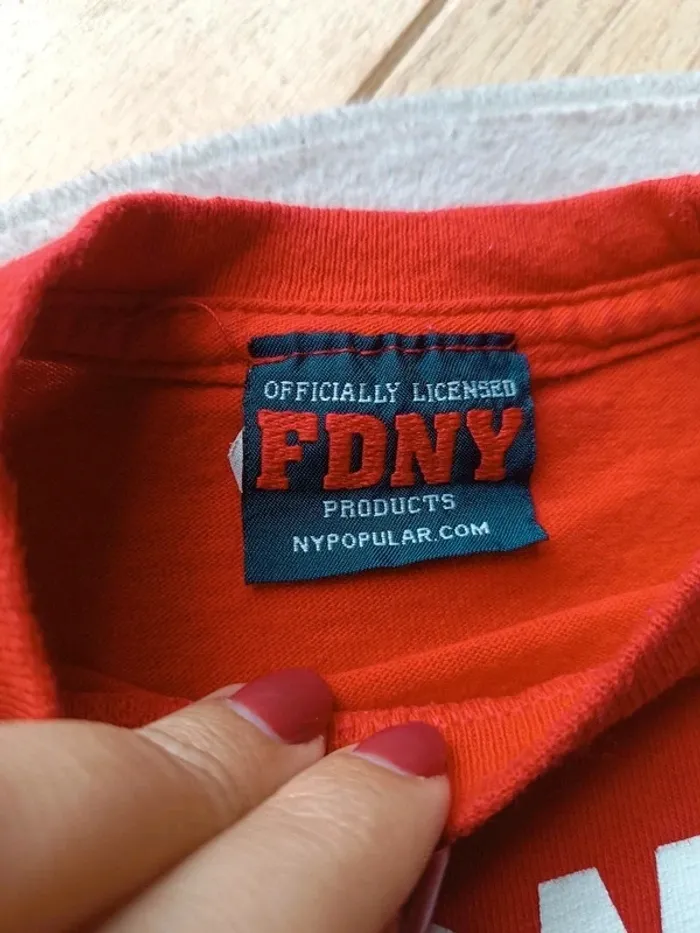 OFFICIALLY LICENSED
FDNY
PRODUCTS
NYPOPULAR.COM